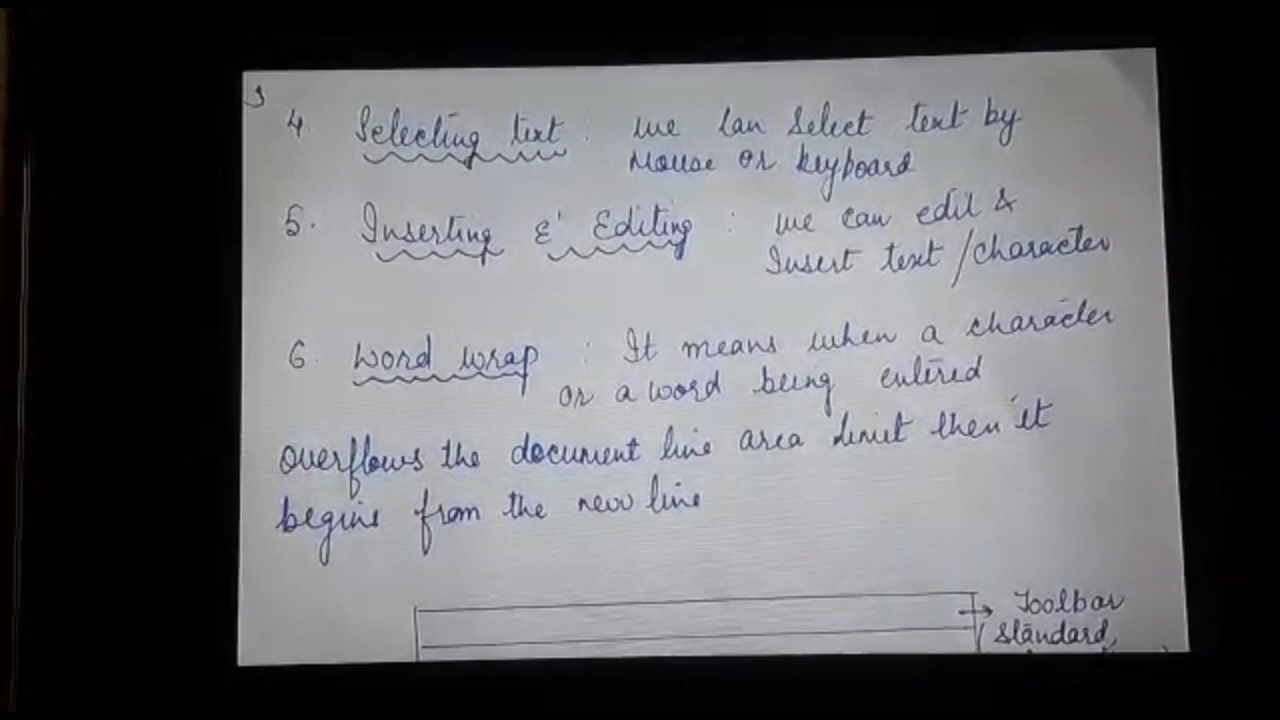 4. Selecting text : we can select text by
Mouse or keyboard
5. Inserting & Editing : we can edit &
Insert text / character
6. word wrap : It means when a character
or a word being entered
overflows the document line area limit then it
begins from the new line
Toolbar
(Standard,